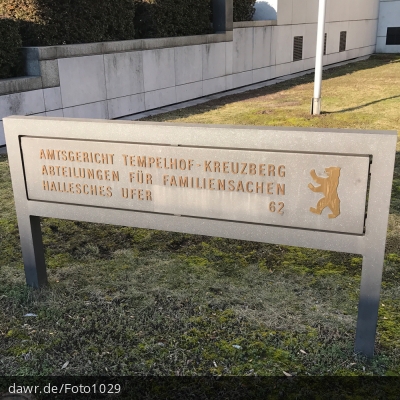 AMTSGERICHT TEMPELHOF-KREUZBERG
ABTEILUNGEN FÜR FAMILIENSACHEN
HALLESCHES UFER 62
dawr.de/Foto1029